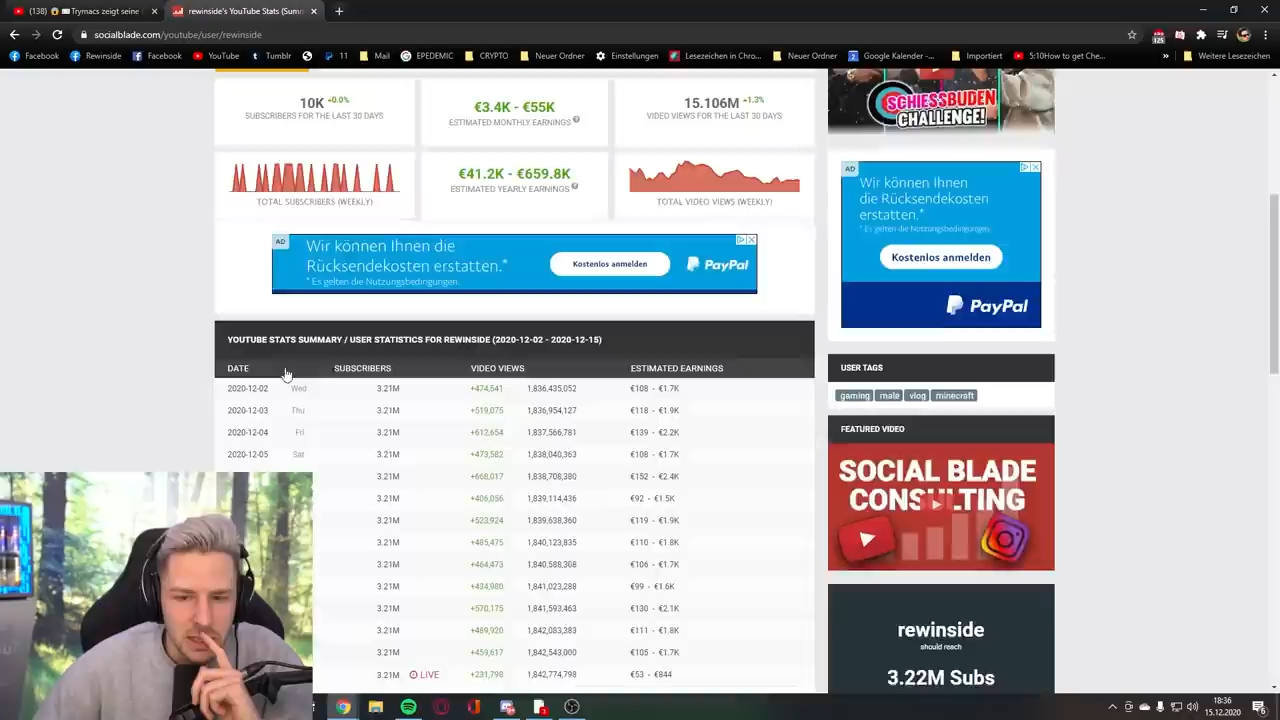 (138) Trymacs zeigt seine
rewinside's YouTube Stats
socialblade.com/youtube/user/rewinside
125
Facebook
Rewinside
Facebook
YouTube
Tumblr
11
Mail
EPEDEMIC
CRYPTO
Neuer Ordner
Einstellungen
Lesezeichen in Chro...
Neuer Ordner
Google Kalender -...
Importiert
5:10How to get Che...
»
Weitere Lesezeichen
10K +0.0%
SUBSCRIBERS FOR THE LAST 30 DAYS
€3.4K - €55K
ESTIMATED MONTHLY EARNINGS
15.106M +1.3%
VIDEO VIEWS FOR THE LAST 30 DAYS
TOTAL SUBSCRIBERS (WEEKLY)
€41.2K - €659.8K
ESTIMATED YEARLY EARNINGS
TOTAL VIDEO VIEWS (WEEKLY)
SCHIESSBUDEN
CHALLENGE!
AD
Wir können Ihnen die
Rücksendekosten erstatten.*
* Es gelten die Nutzungsbedingungen.
Kostenlos anmelden
PayPal
AD
Wir können Ihnen
die Rücksendekosten
erstatten.*
* Es gelten die Nutzungsbedingungen.
Kostenlos anmelden
PayPal
YOUTUBE STATS SUMMARY / USER STATISTICS FOR REWINSIDE (2020-12-02 - 2020-12-15)
DATE SUBSCRIBERS VIDEO VIEWS ESTIMATED EARNINGS
2020-12-02 Wed 3.21M +474,541 1,836,435,052 €108 - €1.7K
2020-12-03 Thu 3.21M +519,075 1,836,954,127 €118 - €1.9K
2020-12-04 Fri 3.21M +612,654 1,837,566,781 €139 - €2.2K
2020-12-05 Sat 3.21M +473,582 1,838,040,363 €108 - €1.7K
3.21M +668,017 1,838,708,380 €152 - €2.4K
3.21M +406,056 1,839,114,436 €92 - €1.5K
3.21M +523,924 1,839,638,360 €119 - €1.9K
3.21M +485,475 1,840,123,835 €110 - €1.8K
3.21M +464,473 1,840,588,308 €106 - €1.7K
3.21M +434,980 1,841,023,288 €99 - €1.6K
3.21M +570,175 1,841,593,463 €130 - €2.1K
3.21M +489,920 1,842,083,383 €111 - €1.8K
3.21M +459,617 1,842,543,000 €105 - €1.7K
3.21M LIVE +231,798 1,842,774,798 €53 - €844
USER TAGS
gaming male vlog minecraft
FEATURED VIDEO
SOCIAL BLADE
CONSULTING
rewinside
should reach
3.22M Subs
18:36
15.12.2020